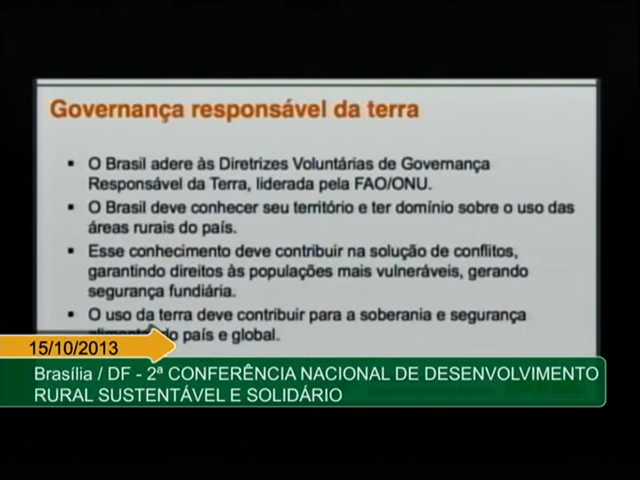 Governança responsável da terra
▪ O Brasil adere às Diretrizes Voluntárias de Governança
Responsável da Terra, liderada pela FAO/ONU.
▪ O Brasil deve conhecer seu território e ter domínio sobre o uso das
áreas rurais do país.
▪ Esse conhecimento deve contribuir na solução de conflitos,
garantindo direitos às populações mais vulneráveis, gerando
segurança fundiária.
▪ O uso da terra deve contribuir para a soberania e segurança
do país e global.
15/10/2013
Brasília / DF - 2ª CONFERÊNCIA NACIONAL DE DESENVOLVIMENTO
RURAL SUSTENTÁVEL E SOLIDÁRIO